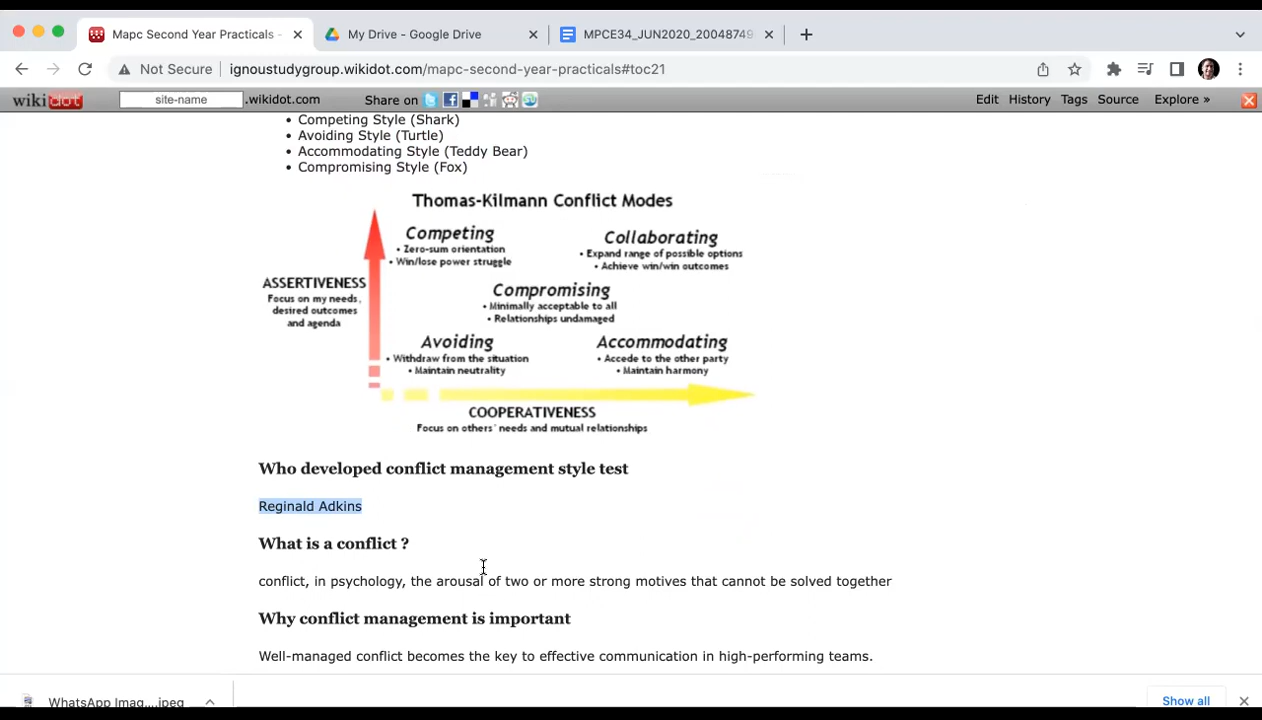 Mapc Second Year Practicals -
My Drive - Google Drive
MPCE34_JUN2020_20048749
Not Secure
ignoustudygroup.wikidot.com/mapc-second-year-practicals#toc21
wikidot
site-name
.wikidot.com
Share on
Edit
History
Tags
Source
Explore »
• Competing Style (Shark)
• Avoiding Style (Turtle)
• Accommodating Style (Teddy Bear)
• Compromising Style (Fox)
Thomas-Kilmann Conflict Modes
Competing
• Zero-sum orientation
• Win/lose power struggle
Collaborating
• Expand range of possible options
• Achieve win/win outcomes
ASSERTIVENESS
Focus on my needs,
desired outcomes
and agenda
Compromising
• Minimally acceptable to all
• Relationships undamaged
Avoiding
• Withdraw from the situation
• Maintain neutrality
Accommodating
• Accede to the other party
• Maintain harmony
COOPERATIVENESS
Focus on others' needs and mutual relationships
Who developed conflict management style test
Reginald Adkins
What is a conflict ?
conflict, in psychology, the arousal of two or more strong motives that cannot be solved together
Why conflict management is important
Well-managed conflict becomes the key to effective communication in high-performing teams.
WhatsApp Imag....jpeg
Show all